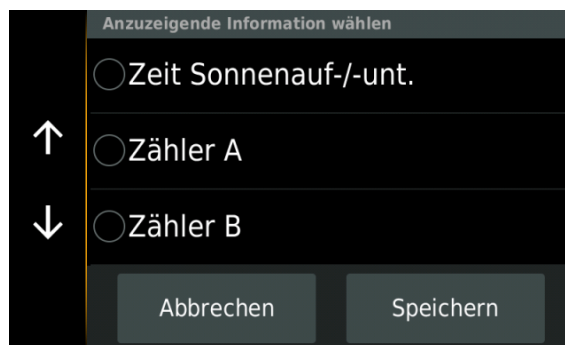 Anzuzeigende Information wählen
Zeit Sonnenauf-/-unt.
Zähler A
Zähler B
Abbrechen
Speichern